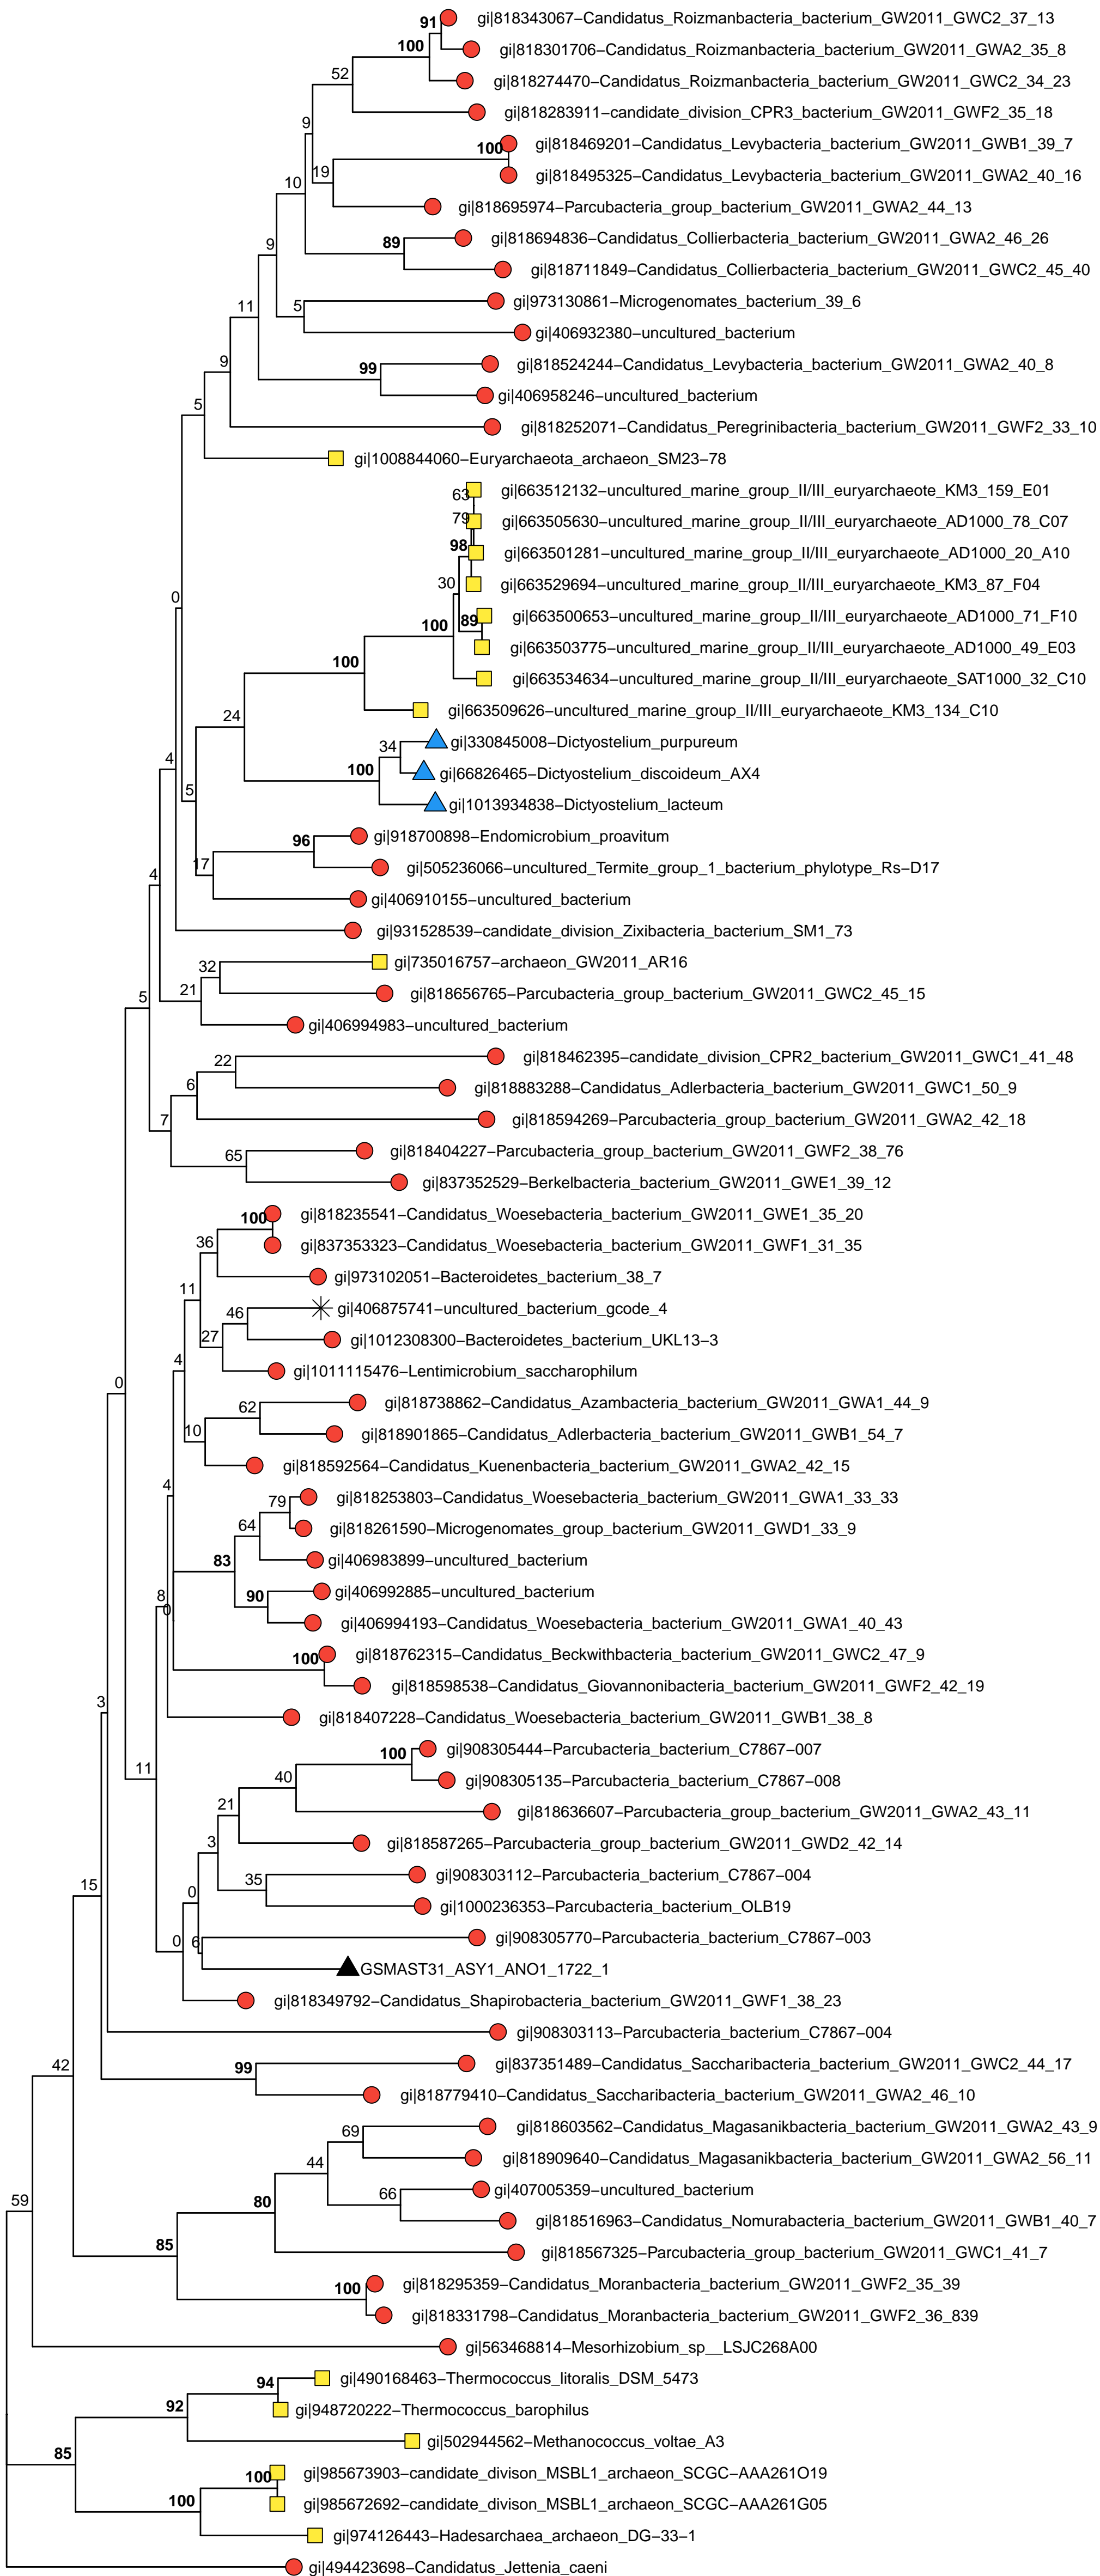 91
gi|818343067−Candidatus_Roizmanbacteria_bacterium_GW2011_GWC2_37_13
100
gi|818301706−Candidatus_Roizmanbacteria_bacterium_GW2011_GWA2_35_8
52
gi|818274470−Candidatus_Roizmanbacteria_bacterium_GW2011_GWC2_34_23
gi|818283911−candidate_division_CPR3_bacterium_GW2011_GWF2_35_18
9
100
gi|818469201−Candidatus_Levybacteria_bacterium_GW2011_GWB1_39_7
19
gi|818495325−Candidatus_Levybacteria_bacterium_GW2011_GWA2_40_16
10
gi|818695974−Parcubacteria_group_bacterium_GW2011_GWA2_44_13
9
89
gi|818694836−Candidatus_Collierbacteria_bacterium_GW2011_GWA2_46_26
gi|818711849−Candidatus_Collierbacteria_bacterium_GW2011_GWC2_45_40
11
5
gi|973130861−Microgenomates_bacterium_39_6
gi|406932380−uncultured_bacterium
9
99
gi|818524244−Candidatus_Levybacteria_bacterium_GW2011_GWA2_40_8
gi|406958246−uncultured_bacterium
5
gi|818252071−Candidatus_Peregrinibacteria_bacterium_GW2011_GWF2_33_10
gi|1008844060−Euryarchaeota_archaeon_SM23−78
63
gi|663512132−uncultured_marine_group_II/III_euryarchaeote_KM3_159_E01
79
gi|663505630−uncultured_marine_group_II/III_euryarchaeote_AD1000_78_C07
98
gi|663501281−uncultured_marine_group_II/III_euryarchaeote_AD1000_20_A10
30
gi|663529694−uncultured_marine_group_II/III_euryarchaeote_KM3_87_F04
0
100
89
gi|663500653−uncultured_marine_group_II/III_euryarchaeote_AD1000_71_F10
gi|663503775−uncultured_marine_group_II/III_euryarchaeote_AD1000_49_E03
100
gi|663534634−uncultured_marine_group_II/III_euryarchaeote_SAT1000_32_C10
24
gi|663509626−uncultured_marine_group_II/III_euryarchaeote_KM3_134_C10
34
gi|330845008−Dictyostelium_purpureum
4
100
gi|66826465−Dictyostelium_discoideum_AX4
5
gi|1013934838−Dictyostelium_lacteum
96
gi|918700898−Endomicrobium_proavitum
17
gi|505236066−uncultured_Termite_group_1_bacterium_phylotype_Rs−D17
4
gi|406910155−uncultured_bacterium
gi|931528539−candidate_division_Zixibacteria_bacterium_SM1_73
32
gi|735016757−archaeon_GW2011_AR16
5
21
gi|818656765−Parcubacteria_group_bacterium_GW2011_GWC2_45_15
gi|406994983−uncultured_bacterium
22
gi|818462395−candidate_division_CPR2_bacterium_GW2011_GWC1_41_48
6
gi|818883288−Candidatus_Adlerbacteria_bacterium_GW2011_GWC1_50_9
7
gi|818594269−Parcubacteria_group_bacterium_GW2011_GWA2_42_18
65
gi|818404227−Parcubacteria_group_bacterium_GW2011_GWF2_38_76
gi|837352529−Berkelbacteria_bacterium_GW2011_GWE1_39_12
100
gi|818235541−Candidatus_Woesebacteria_bacterium_GW2011_GWE1_35_20
36
gi|837353323−Candidatus_Woesebacteria_bacterium_GW2011_GWF1_31_35
11
gi|973102051−Bacteroidetes_bacterium_38_7
46
gi|406875741−uncultured_bacterium_gcode_4
27
gi|1012308300−Bacteroidetes_bacterium_UKL13−3
4
gi|1011115476−Lentimicrobium_saccharophilum
0
62
gi|818738862−Candidatus_Azambacteria_bacterium_GW2011_GWA1_44_9
10
gi|818901865−Candidatus_Adlerbacteria_bacterium_GW2011_GWB1_54_7
gi|818592564−Candidatus_Kuenenbacteria_bacterium_GW2011_GWA2_42_15
4
79
gi|818253803−Candidatus_Woesebacteria_bacterium_GW2011_GWA1_33_33
64
gi|818261590−Microgenomates_group_bacterium_GW2011_GWD1_33_9
83
gi|406983899−uncultured_bacterium
8
90
gi|406992885−uncultured_bacterium
0
gi|406994193−Candidatus_Woesebacteria_bacterium_GW2011_GWA1_40_43
100
gi|818762315−Candidatus_Beckwithbacteria_bacterium_GW2011_GWC2_47_9
gi|818598538−Candidatus_Giovannonibacteria_bacterium_GW2011_GWF2_42_19
3
gi|818407228−Candidatus_Woesebacteria_bacterium_GW2011_GWB1_38_8
11
100
gi|908305444−Parcubacteria_bacterium_C7867−007
40
gi|908305135−Parcubacteria_bacterium_C7867−008
21
gi|818636607−Parcubacteria_group_bacterium_GW2011_GWA2_43_11
3
gi|818587265−Parcubacteria_group_bacterium_GW2011_GWD2_42_14
15
35
gi|908303112−Parcubacteria_bacterium_C7867−004
0
gi|1000236353−Parcubacteria_bacterium_OLB19
0
6
gi|908305770−Parcubacteria_bacterium_C7867−003
GSMAST31_ASY1_ANO1_1722_1
gi|818349792−Candidatus_Shapirobacteria_bacterium_GW2011_GWF1_38_23
gi|908303113−Parcubacteria_bacterium_C7867−004
42
99
gi|837351489−Candidatus_Saccharibacteria_bacterium_GW2011_GWC2_44_17
gi|818779410−Candidatus_Saccharibacteria_bacterium_GW2011_GWA2_46_10
69
gi|818603562−Candidatus_Magasanikbacteria_bacterium_GW2011_GWA2_43_9
44
gi|818909640−Candidatus_Magasanikbacteria_bacterium_GW2011_GWA2_56_11
59
80
66
gi|407005359−uncultured_bacterium
gi|818516963−Candidatus_Nomurabacteria_bacterium_GW2011_GWB1_40_7
85
gi|818567325−Parcubacteria_group_bacterium_GW2011_GWC1_41_7
100
gi|818295359−Candidatus_Moranbacteria_bacterium_GW2011_GWF2_35_39
gi|818331798−Candidatus_Moranbacteria_bacterium_GW2011_GWF2_36_839
gi|563468814−Mesorhizobium_sp__LSJC268A00
94
gi|490168463−Thermococcus_litoralis_DSM_5473
92
gi|948720222−Thermococcus_barophilus
gi|502944562−Methanococcus_voltae_A3
85
100
gi|985673903−candidate_divison_MSBL1_archaeon_SCGC−AAA261O19
100
gi|985672692−candidate_divison_MSBL1_archaeon_SCGC−AAA261G05
gi|974126443−Hadesarchaea_archaeon_DG−33−1
gi|494423698−Candidatus_Jettenia_caeni